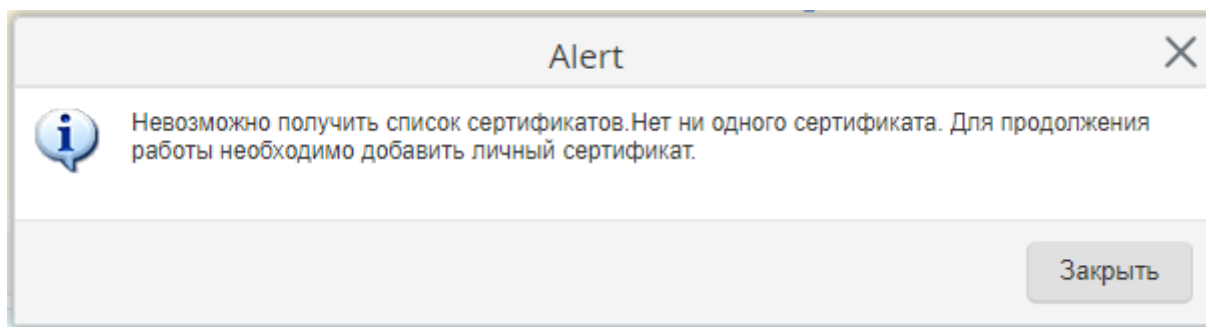 Alert
Невозможно получить список сертификатов.Нет ни одного сертификата. Для продолжения
работы необходимо добавить личный сертификат.
Закрыть